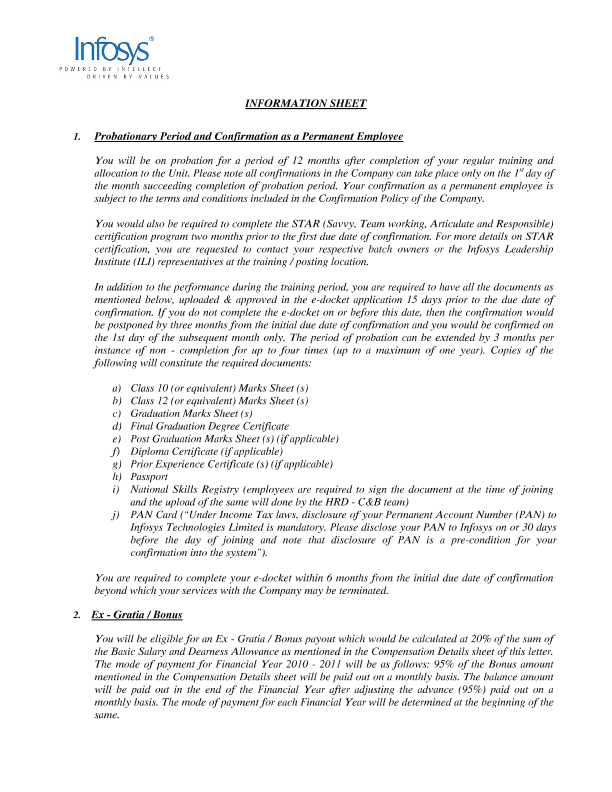 Infosys®
POWERED BY INTELLECT
DRIVEN BY VALUES
INFORMATION SHEET
1. Probationary Period and Confirmation as a Permanent Employee
You will be on probation for a period of 12 months after completion of your regular training and
allocation to the Unit. Please note all confirmations in the Company can take place only on the 1st day of
the month succeeding completion of probation period. Your confirmation as a permanent employee is
subject to the terms and conditions included in the Confirmation Policy of the Company.
You would also be required to complete the STAR (Savvy, Team working, Articulate and Responsible)
certification program two months prior to the first due date of confirmation. For more details on STAR
certification, you are requested to contact your respective batch owners or the Infosys Leadership
Institute (ILI) representatives at the training / posting location.
In addition to the performance during the training period, you are required to have all the documents as
mentioned below, uploaded & approved in the e-docket application 15 days prior to the due date of
confirmation. If you do not complete the e-docket on or before this date, then the confirmation would
be postponed by three months from the initial due date of confirmation and you would be confirmed on
the 1st day of the subsequent month only. The period of probation can be extended by 3 months per
instance of non - completion for up to four times (up to a maximum of one year). Copies of the
following will constitute the required documents:
a) Class 10 (or equivalent) Marks Sheet (s)
b) Class 12 (or equivalent) Marks Sheet (s)
c) Graduation Marks Sheet (s)
d) Final Graduation Degree Certificate
e) Post Graduation Marks Sheet (s) (if applicable)
f) Diploma Certificate (if applicable)
g) Prior Experience Certificate (s) (if applicable)
h) Passport
i) National Skills Registry (employees are required to sign the document at the time of joining
and the upload of the same will done by the HRD - C&B team)
j) PAN Card ("Under Income Tax laws, disclosure of your Permanent Account Number (PAN) to
Infosys Technologies Limited is mandatory. Please disclose your PAN to Infosys on or 30 days
before the day of joining and note that disclosure of PAN is a pre-condition for your
confirmation into the system").
You are required to complete your e-docket within 6 months from the initial due date of confirmation
beyond which your services with the Company may be terminated.
2. Ex - Gratia / Bonus
You will be eligible for an Ex - Gratia / Bonus payout which would be calculated at 20% of the sum of
the Basic Salary and Dearness Allowance as mentioned in the Compensation Details sheet of this letter.
The mode of payment for Financial Year 2010 - 2011 will be as follows: 95% of the Bonus amount
mentioned in the Compensation Details sheet will be paid out on a monthly basis. The balance amount
will be paid out in the end of the Financial Year after adjusting the advance (95%) paid out on a
monthly basis. The mode of payment for each Financial Year will be determined at the beginning of the
same.